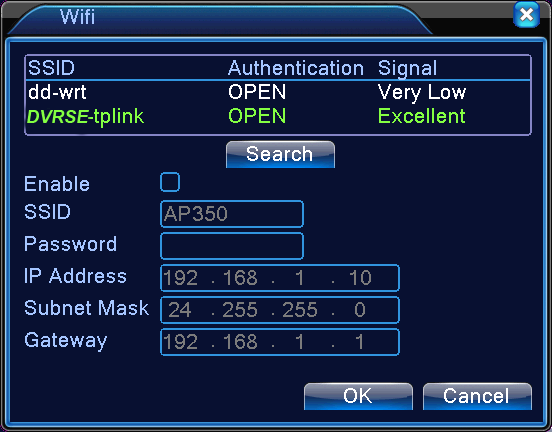 Wifi
SSID Authentication Signal
dd-wrt OPEN Very Low
DVRSE-tplink OPEN Excellent
Search
Enable
SSID AP350
Password
IP Address 192 . 168 . 1 . 10
Subnet Mask 24 . 255 . 255 . 0
Gateway 192 . 168 . 1 . 1
OK Cancel